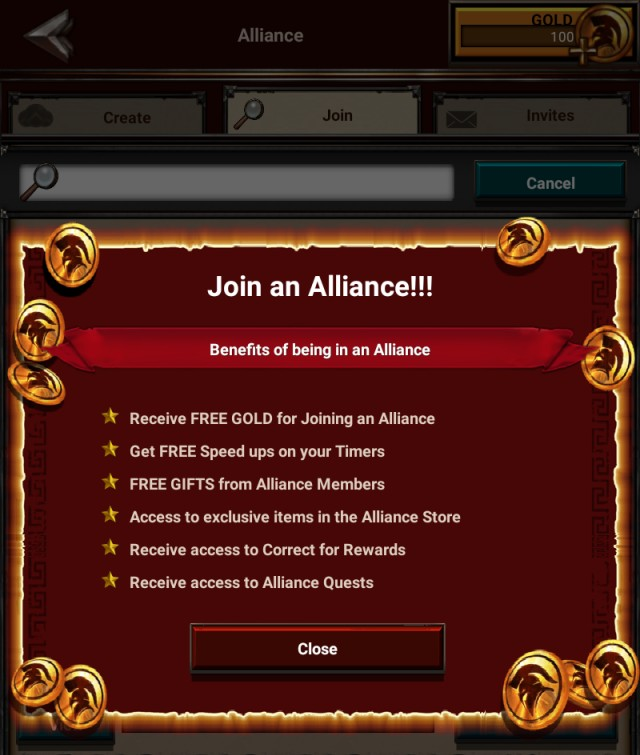 Alliance
GOLD
100
Create
Join
Invites
Cancel
Join an Alliance!!!
Benefits of being in an Alliance
Receive FREE GOLD for Joining an Alliance
Get FREE Speed ups on your Timers
FREE GIFTS from Alliance Members
Access to exclusive items in the Alliance Store
Receive access to Correct for Rewards
Receive access to Alliance Quests
Close